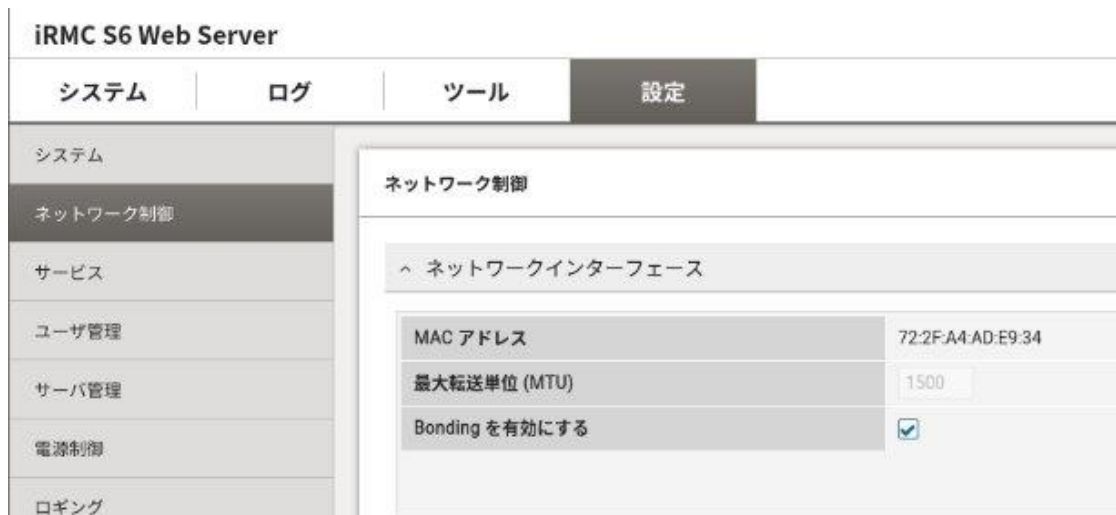 iRMC S6 Web Server
システム ログ ツール 設定
システム
ネットワーク制御
サービス
ユーザ管理
サーバ管理
電源制御
ロギング
ネットワーク制御
ネットワークインターフェース
MAC アドレス 72:2F:A4:AD:E9:34
最大転送単位 (MTU) 1500
Bonding を有効にする